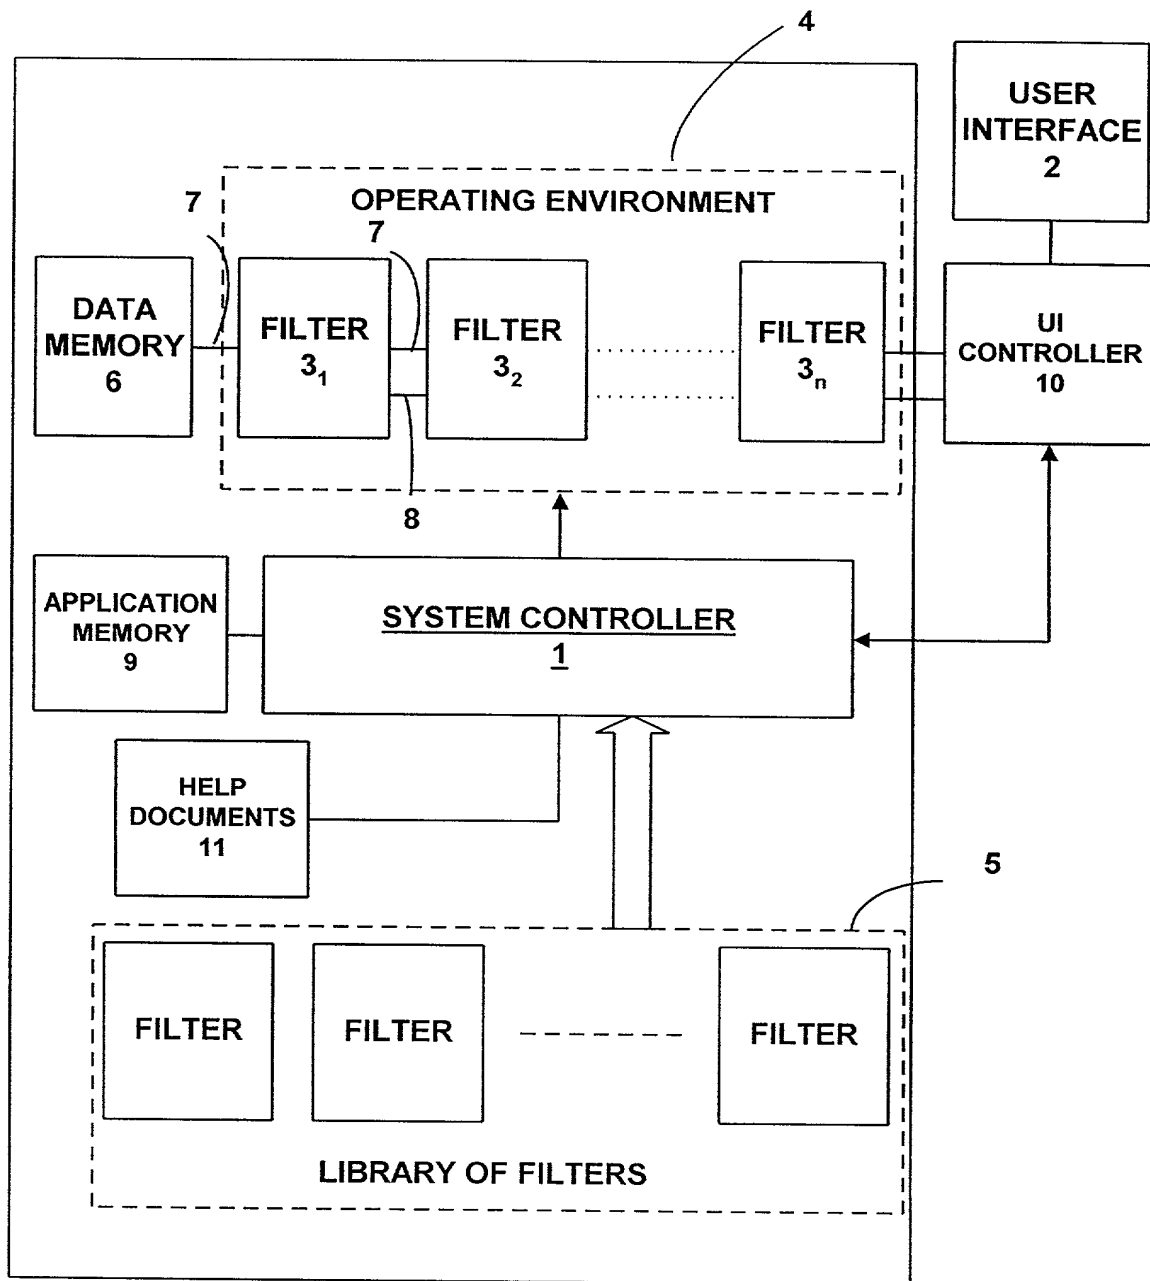 4
USER
INTERFACE
2
OPERATING ENVIRONMENT
7
7
DATA
MEMORY
6
FILTER
3₁
FILTER
3₂
FILTER
3ₙ
UI
CONTROLLER
10
8
APPLICATION
MEMORY
9
SYSTEM CONTROLLER
1
HELP
DOCUMENTS
11
5
FILTER
FILTER
FILTER
LIBRARY OF FILTERS